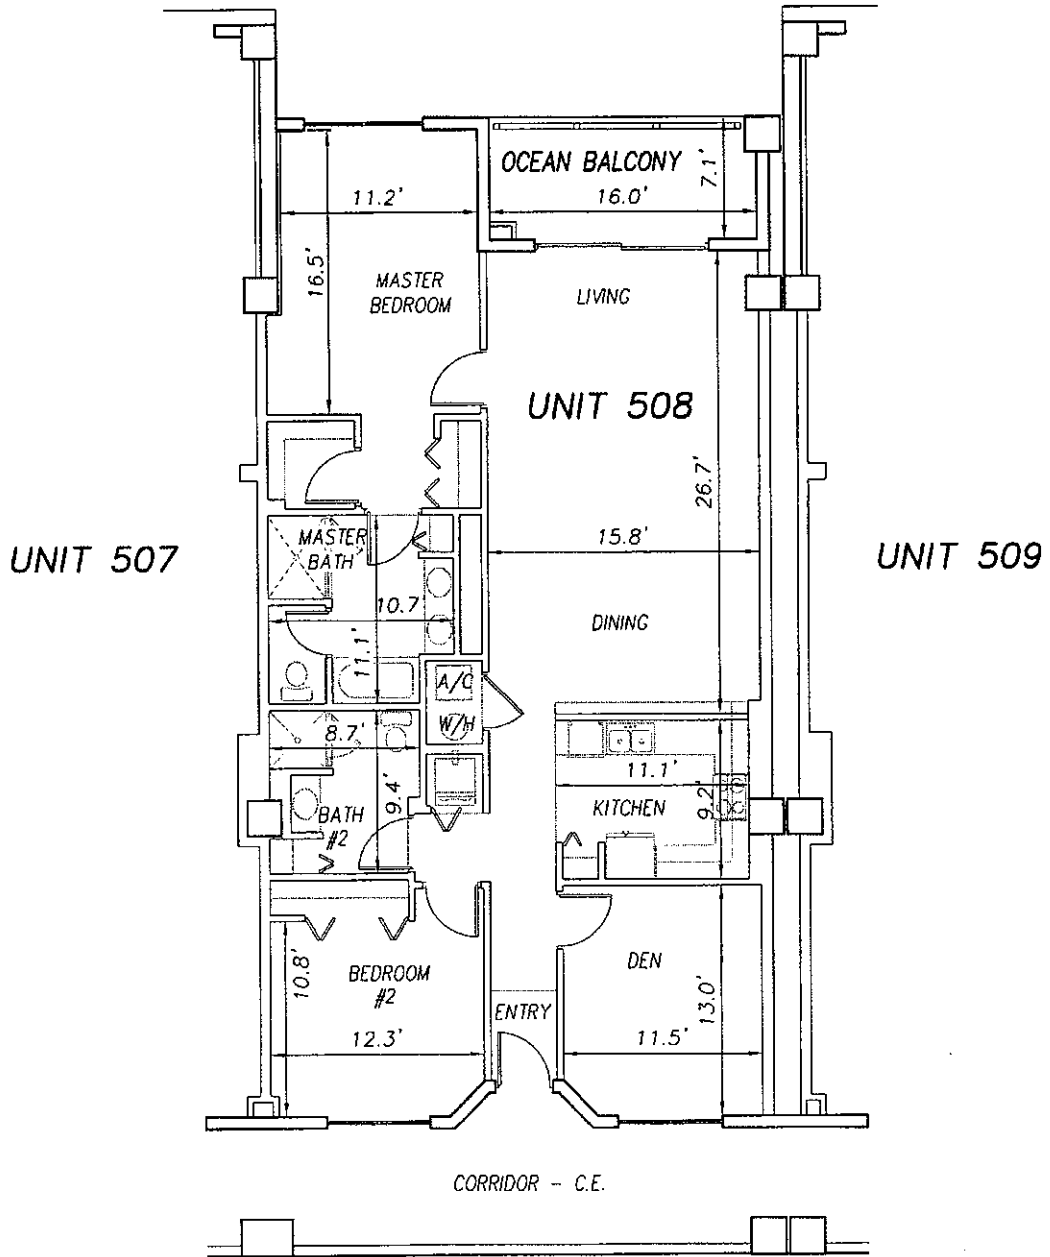 OCEAN BALCONY
7.1'
16.0'
11.2'
16.5'
MASTER
BEDROOM
LIVING
UNIT 508
26.7'
UNIT 507
MASTER
BATH
15.8'
UNIT 509
10.7
DINING
11.1'
A/C
W/H
8.7'
9.4'
BATH
#2
11.1'
KITCHEN
9.2'
BEDROOM
#2
10.8'
12.3'
ENTRY
DEN
13.0'
11.5'
CORRIDOR - C.E.